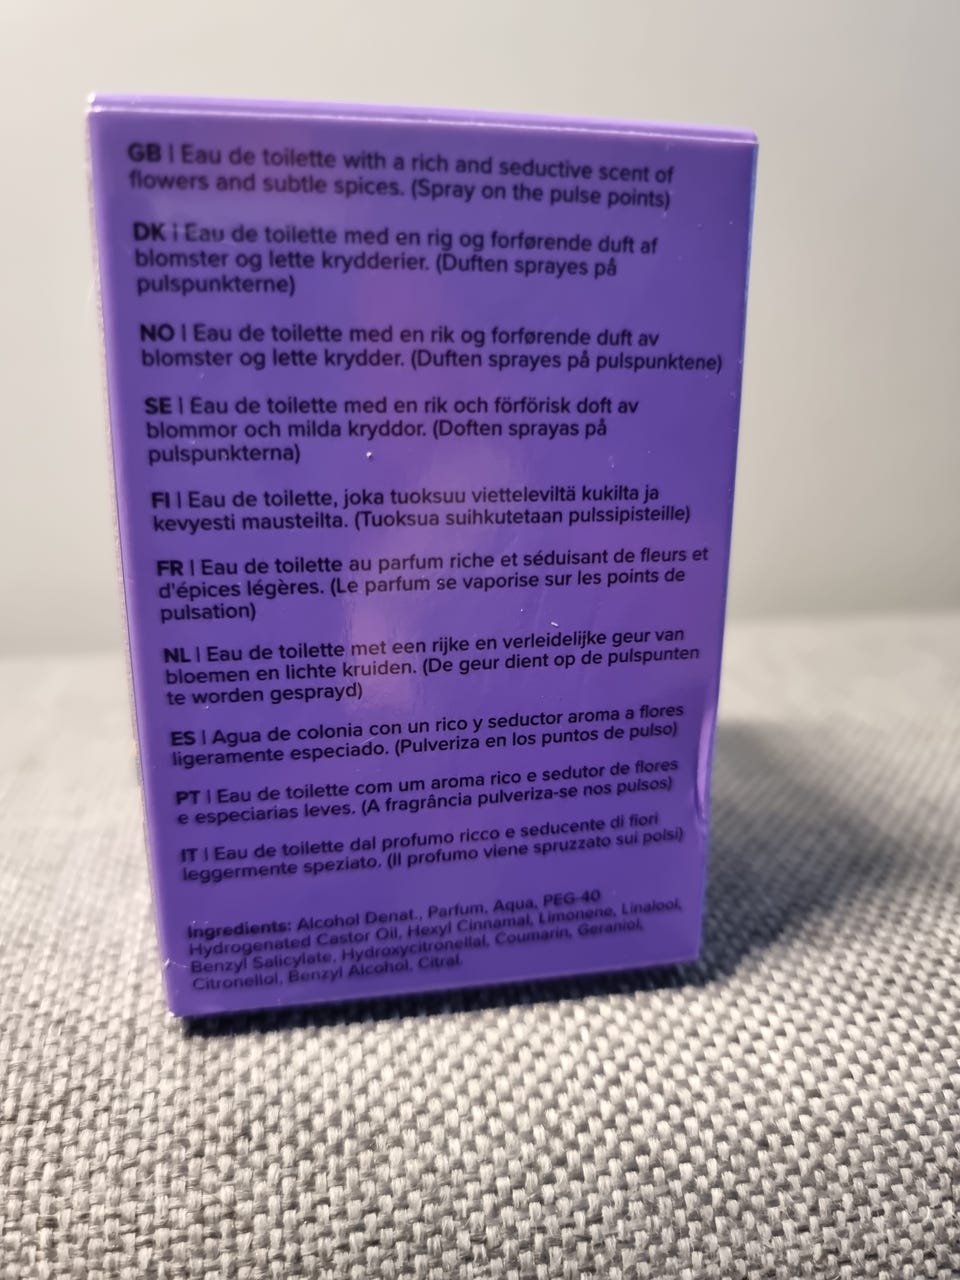 GB | Eau de toilette with a rich and seductive scent of
flowers and subtle spices. (Spray on the pulse points)
DK | Eau de toilette med en rig og forførende duft af
blomster og lette krydderier. (Duften sprayes på
pulspunkterne)
NO | Eau de toilette med en rik og forførende duft av
blomster og lette krydder. (Duften sprayes på pulspunktene)
SE | Eau de toilette med en rik och förförisk doft av
blommor och milda kryddor. (Doften sprayas på
pulspunkterna)
FI | Eau de toilette, joka tuoksuu vietteleviltä kukilta ja
kevyesti mausteilta. (Tuoksua suihkutetaan pulssipisteille)
FR | Eau de toilette au parfum riche et séduisant de fleurs et
d'épices légères. (Le parfum se vaporise sur les points de
pulsation)
NL | Eau de toilette met een rijke en verleidelijke geur van
bloemen en lichte kruiden. (De geur dient op de pulspunten
te worden gesprayd)
ES | Agua de colonia con un rico y seductor aroma a flores
ligeramente especiado. (Pulveriza en los puntos de pulso)
PT | Eau de toilette com um aroma rico e sedutor de flores
e especiarias leves. (A fragrância pulveriza-se nos pulsos)
IT | Eau de toilette dal profumo ricco e seducente di fiori
leggermente speziato. (Il profumo viene spruzzato sui polsi)
Ingredients: Alcohol Denat., Parfum, Aqua, PEG-40
Hydrogenated Castor Oil, Hexyl Cinnamal, Limonene, Linalool,
Benzyl Salicylate, Hydroxycitronellal, Coumarin, Geraniol,
Citronellol, Benzyl Alcohol, Citral.